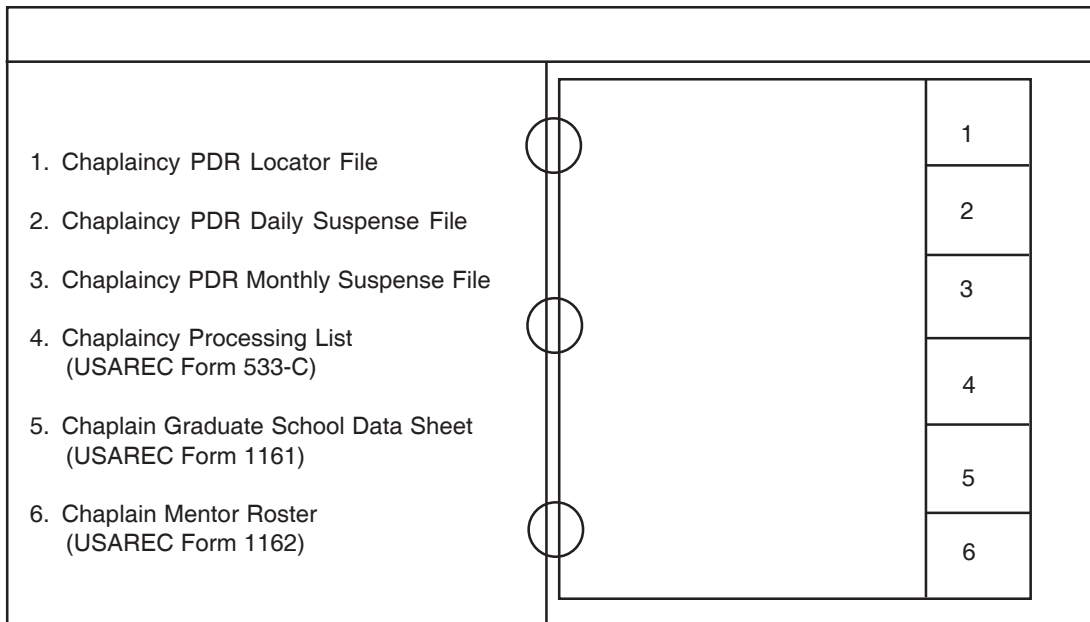 1. Chaplaincy PDR Locator File
2. Chaplaincy PDR Daily Suspense File
3. Chaplaincy PDR Monthly Suspense File
4. Chaplaincy Processing List
(USAREC Form 533-C)
5. Chaplain Graduate School Data Sheet
(USAREC Form 1161)
6. Chaplain Mentor Roster
(USAREC Form 1162)
1
2
3
4
5
6